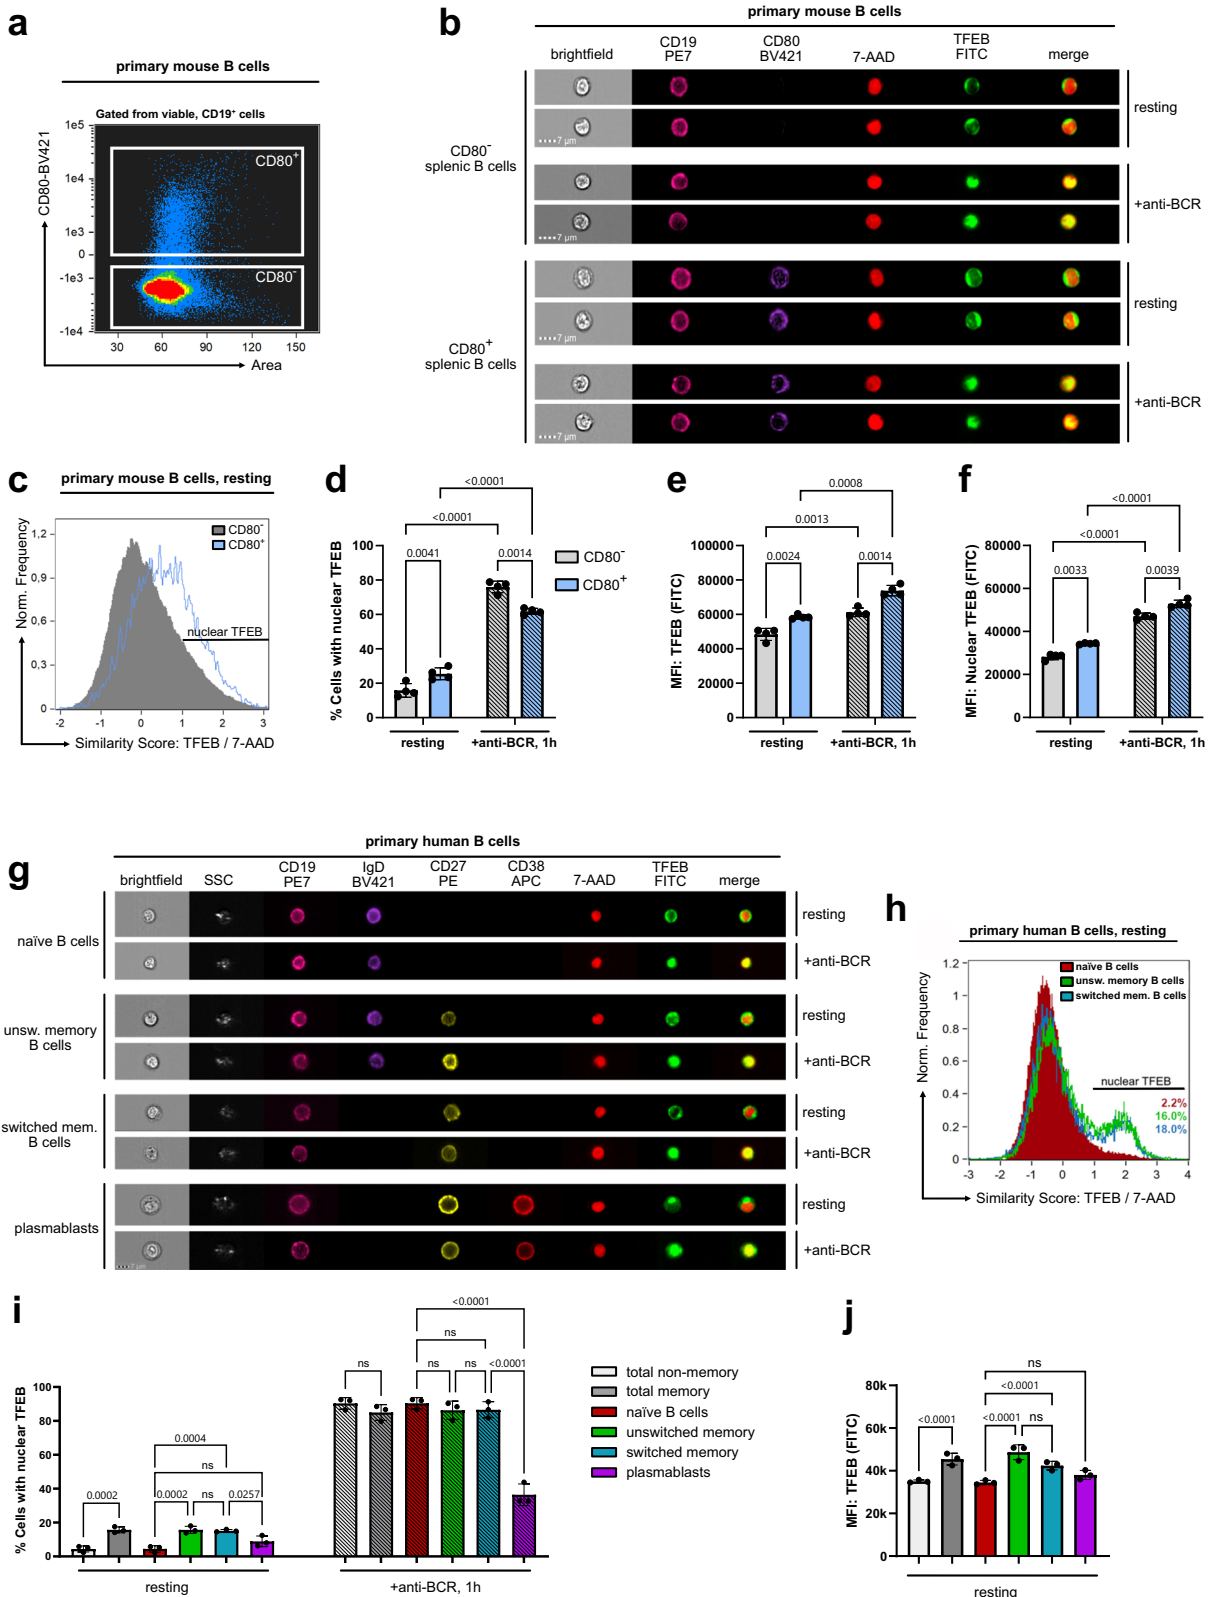 a
primary mouse B cells
Gated from viable, CD19⁺ cells
CD80-BV421
1e5
1e4
1e3
0
-1e3
-1e4
CD80⁺
CD80⁻
30 60 90 120 150
Area
b
primary mouse B cells
brightfield CD19 PE7 CD80 BV421 7-AAD TFEB FITC merge
CD80⁻ splenic B cells
resting
7 µm
+anti-BCR
7 µm
CD80⁺ splenic B cells
resting
7 µm
+anti-BCR
7 µm
c
primary mouse B cells, resting
Norm. Frequency
1.2
0.9
0.6
0.3
0
CD80⁻
CD80⁺
nuclear TFEB
-2 -1 0 1 2 3
Similarity Score: TFEB / 7-AAD
d
% Cells with nuclear TFEB
100
80
60
40
20
0
<0.0001
<0.0001
0.0041
0.0014
CD80⁻
CD80⁺
resting +anti-BCR, 1h
e
MFI: TFEB (FITC)
100000
80000
60000
40000
20000
0
0.0008
0.0013
0.0024
0.0014
resting +anti-BCR, 1h
f
MFI: Nuclear TFEB (FITC)
80000
60000
40000
20000
0
<0.0001
<0.0001
0.0033
0.0039
resting +anti-BCR, 1h
g
primary human B cells
brightfield SSC CD19 PE7 IgD BV421 CD27 PE CD38 APC 7-AAD TFEB FITC merge
naïve B cells
resting
+anti-BCR
unsw. memory B cells
resting
+anti-BCR
switched mem. B cells
resting
+anti-BCR
plasmablasts
resting
+anti-BCR
7 µm
h
primary human B cells, resting
Norm. Frequency
1.2
1
0.8
0.6
0.4
0.2
0
naïve B cells
unsw. memory B cells
switched mem. B cells
nuclear TFEB
2.2%
16.0%
18.0%
-3 -2 -1 0 1 2 3 4
Similarity Score: TFEB / 7-AAD
i
% Cells with nuclear TFEB
100
80
60
40
20
0
0.0004
ns
0.0002
0.0002
ns
0.0257
<0.0001
ns
ns
ns
ns
<0.0001
resting
+anti-BCR, 1h
total non-memory
total memory
naïve B cells
unswitched memory
switched memory
plasmablasts
j
MFI: TFEB (FITC)
80k
60k
40k
20k
0
ns
<0.0001
<0.0001
<0.0001
ns
resting